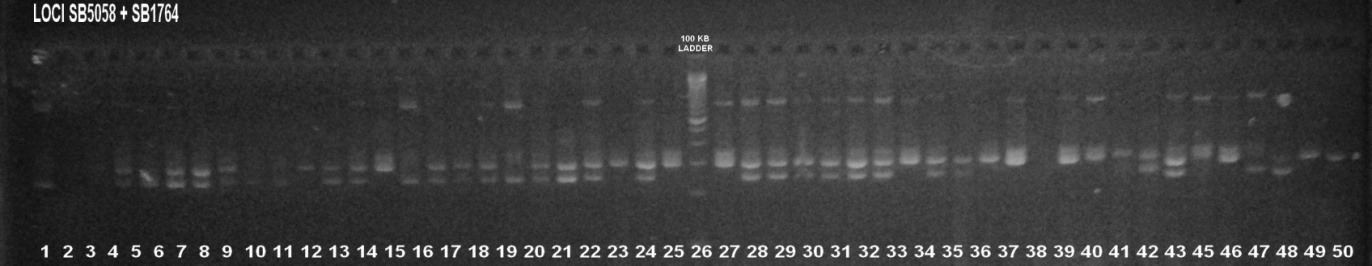 LOCI SB5058 + SB1764
100 KB
LADDER
1 2 3 4 5 6 7 8 9 10 11 12 13 14 15 16 17 18 19 20 21 22 23 24 25 26 27 28 29 30 31 32 33 34 35 36 37 38 39 40 41 42 43 45 46 47 48 49 50